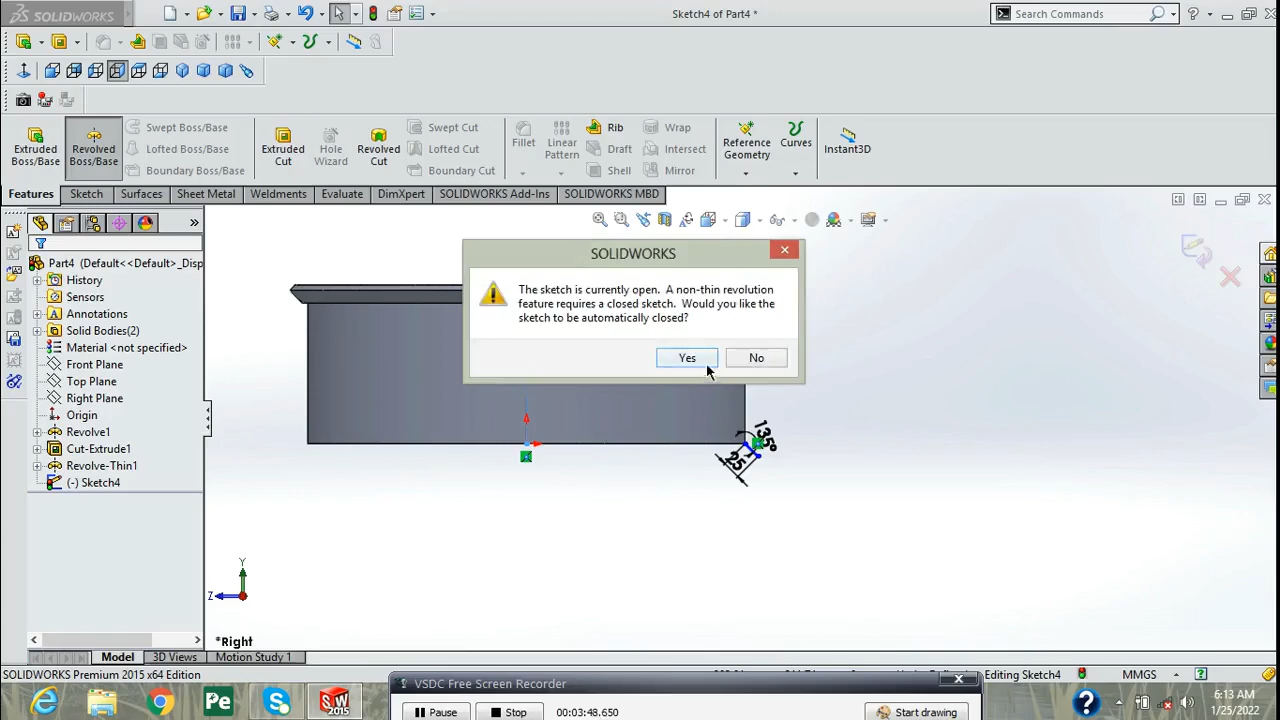 SOLIDWORKS
Sketch4 of Part4 *
Search Commands
Extruded Boss/Base
Revolved Boss/Base
Swept Boss/Base
Lofted Boss/Base
Boundary Boss/Base
Extruded Cut
Hole Wizard
Revolved Cut
Swept Cut
Lofted Cut
Boundary Cut
Fillet
Linear Pattern
Rib
Draft
Shell
Wrap
Intersect
Mirror
Reference Geometry
Curves
Instant3D
Features
Sketch
Surfaces
Sheet Metal
Weldments
Evaluate
DimXpert
SOLIDWORKS Add-Ins
SOLIDWORKS MBD
Part4 (Default<<Default>_Disp
History
Sensors
Annotations
Solid Bodies(2)
Material <not specified>
Front Plane
Top Plane
Right Plane
Origin
Revolve1
Cut-Extrude1
Revolve-Thin1
(-) Sketch4
SOLIDWORKS
The sketch is currently open. A non-thin revolution
feature requires a closed sketch. Would you like the
sketch to be automatically closed?
Yes
No
135°
25
Y
Z
*Right
Model
3D Views
Motion Study 1
SOLIDWORKS Premium 2015 x64 Edition
Editing Sketch4
MMGS
VSDC Free Screen Recorder
Pause
Stop
00:03:48.650
Start drawing
Pe
SW
2015
6:13 AM
1/25/2022